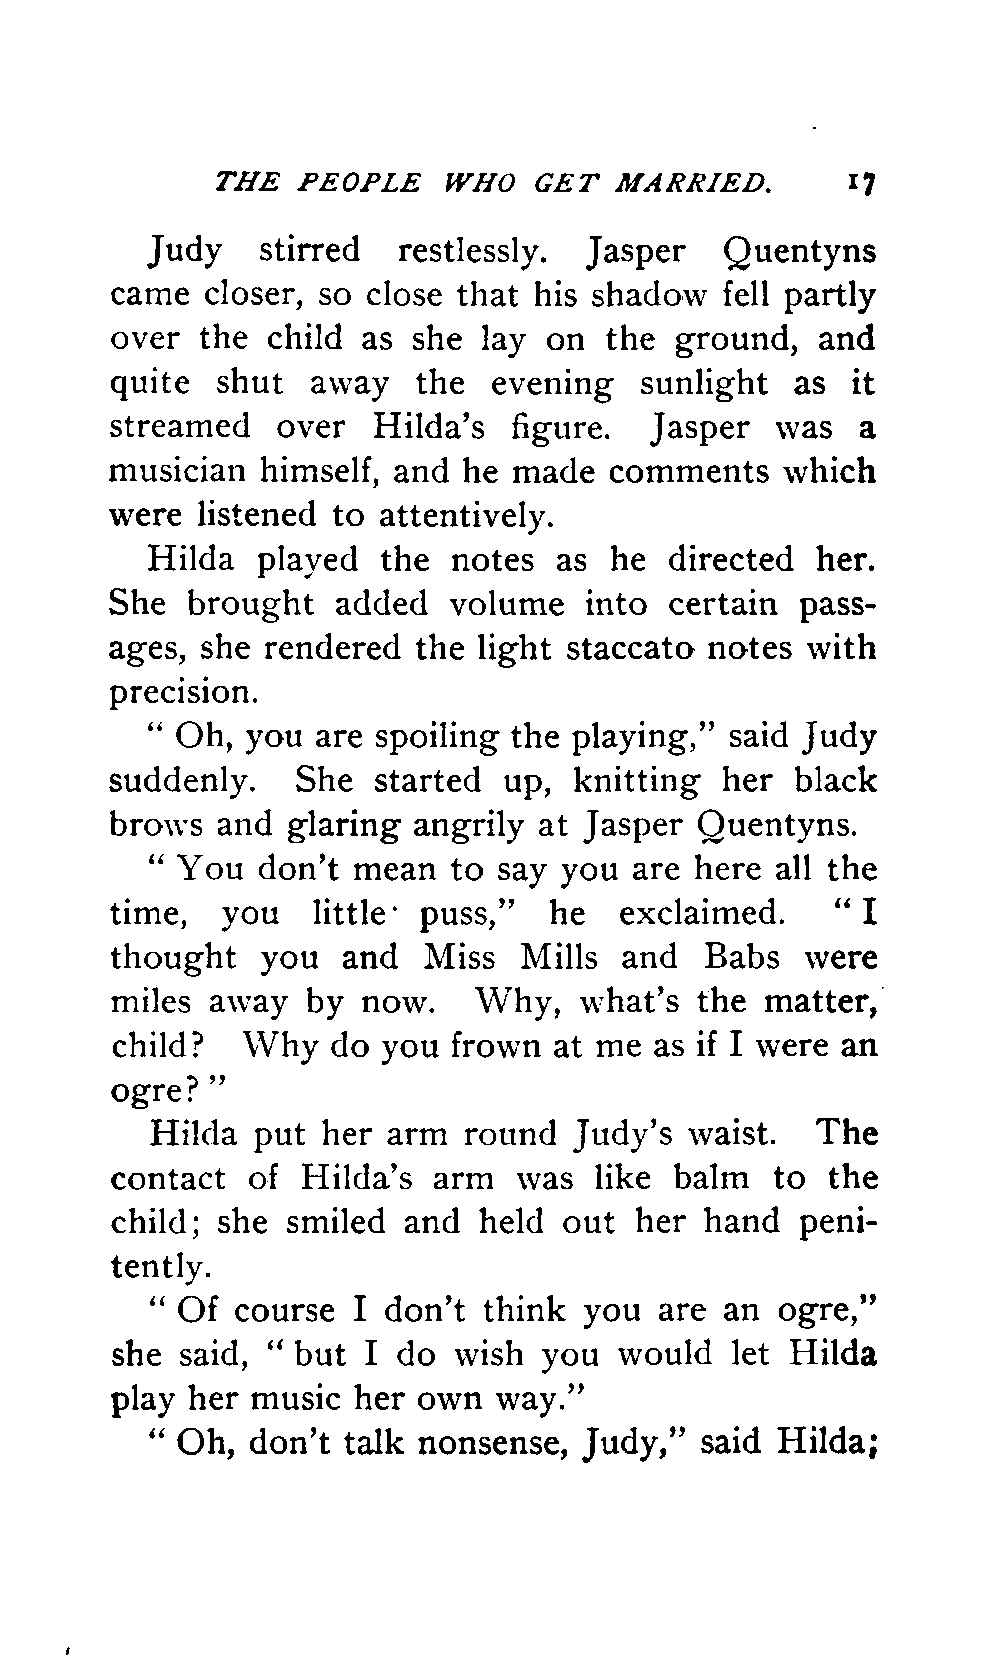 THE PEOPLE WHO GET MARRIED. 17
Judy stirred restlessly. Jasper Quentyns
came closer, so close that his shadow fell partly
over the child as she lay on the ground, and
quite shut away the evening sunlight as it
streamed over Hilda's figure. Jasper was a
musician himself, and he made comments which
were listened to attentively.
Hilda played the notes as he directed her.
She brought added volume into certain pass-
ages, she rendered the light staccato notes with
precision.
" Oh, you are spoiling the playing," said Judy
suddenly. She started up, knitting her black
brows and glaring angrily at Jasper Quentyns.
" You don't mean to say you are here all the
time, you little puss," he exclaimed. " I
thought you and Miss Mills and Babs were
miles away by now. Why, what's the matter,
child? Why do you frown at me as if I were an
ogre? "
Hilda put her arm round Judy's waist. The
contact of Hilda's arm was like balm to the
child; she smiled and held out her hand peni-
tently.
" Of course I don't think you are an ogre,"
she said, " but I do wish you would let Hilda
play her music her own way."
" Oh, don't talk nonsense, Judy," said Hilda;